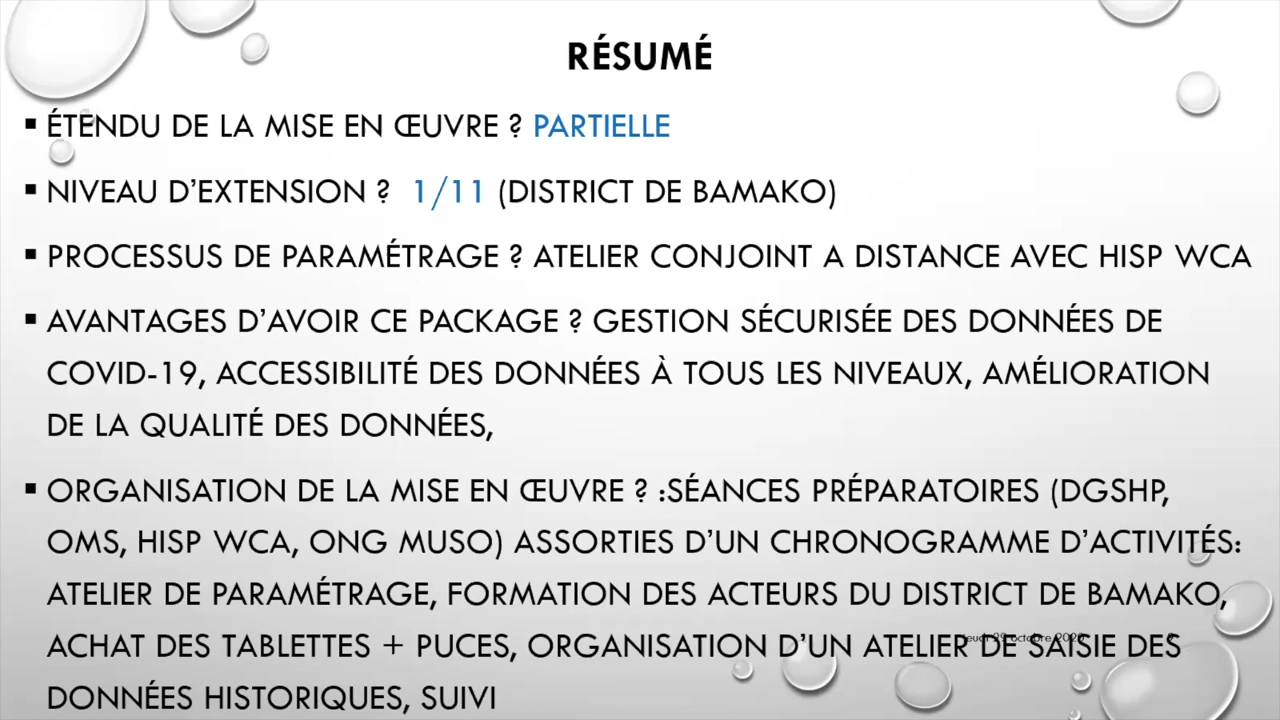 RÉSUMÉ
▪ ÉTENDU DE LA MISE EN ŒUVRE ? PARTIELLE
▪ NIVEAU D’EXTENSION ? 1/11 (DISTRICT DE BAMAKO)
▪ PROCESSUS DE PARAMÉTRAGE ? ATELIER CONJOINT A DISTANCE AVEC HISP WCA
▪ AVANTAGES D’AVOIR CE PACKAGE ? GESTION SÉCURISÉE DES DONNÉES DE
COVID-19, ACCESSIBILITÉ DES DONNÉES À TOUS LES NIVEAUX, AMÉLIORATION
DE LA QUALITÉ DES DONNÉES,
▪ ORGANISATION DE LA MISE EN ŒUVRE ? :SÉANCES PRÉPARATOIRES (DGSHP,
OMS, HISP WCA, ONG MUSO) ASSORTIES D’UN CHRONOGRAMME D’ACTIVITÉS:
ATELIER DE PARAMÉTRAGE, FORMATION DES ACTEURS DU DISTRICT DE BAMAKO,
ACHAT DES TABLETTES + PUCES, ORGANISATION D’UN ATELIER DE SAISIE DES
DONNÉES HISTORIQUES, SUIVI
jeudi 29 octobre 2020